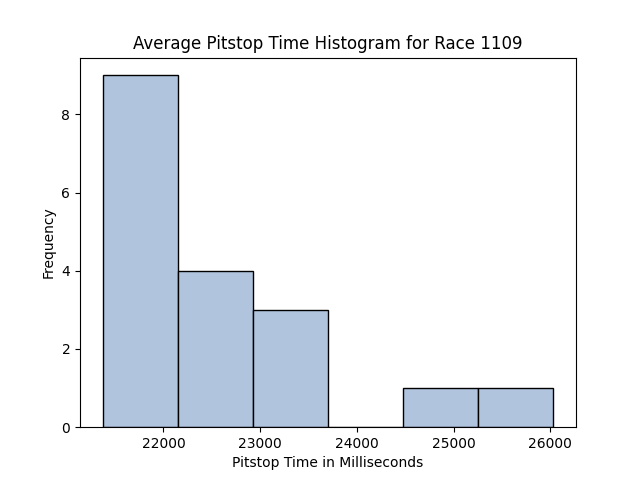 Average Pitstop Time Histogram for Race 1109
8
6
4
2
0
Frequency
22000 23000 24000 25000 26000
Pitstop Time in Milliseconds